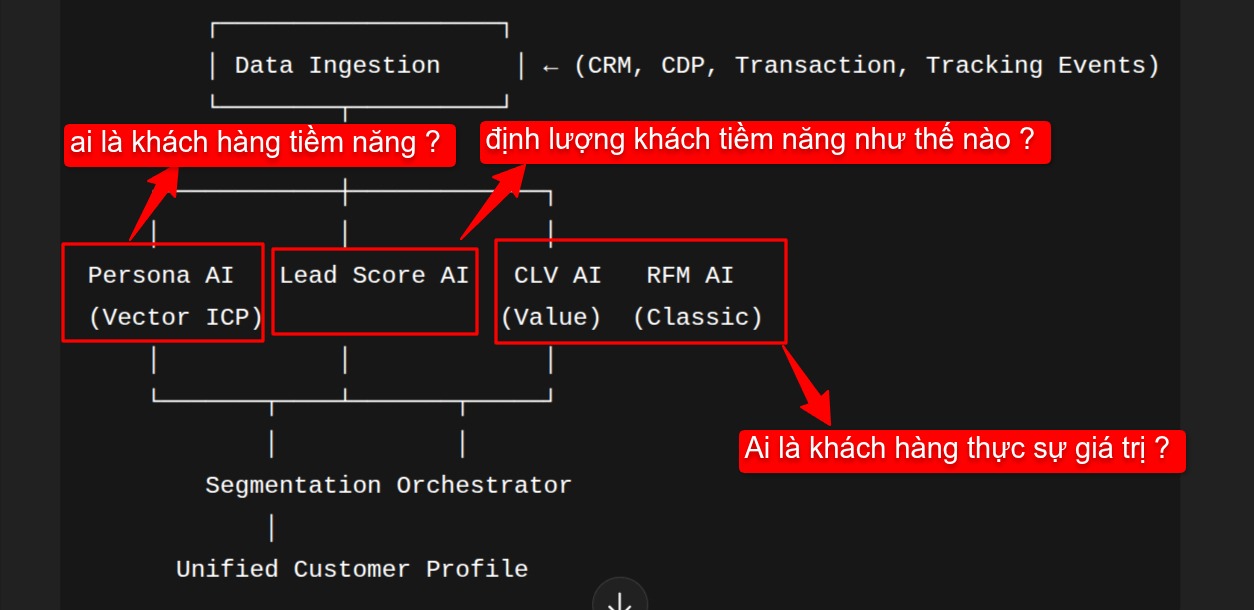 Data Ingestion ← (CRM, CDP, Transaction, Tracking Events)
ai là khách hàng tiềm năng ?
định lượng khách tiềm năng như thế nào ?
Persona AI Lead Score AI CLV AI RFM AI
(Vector ICP) (Value) (Classic)
Ai là khách hàng thực sự giá trị ?
Segmentation Orchestrator
Unified Customer Profile